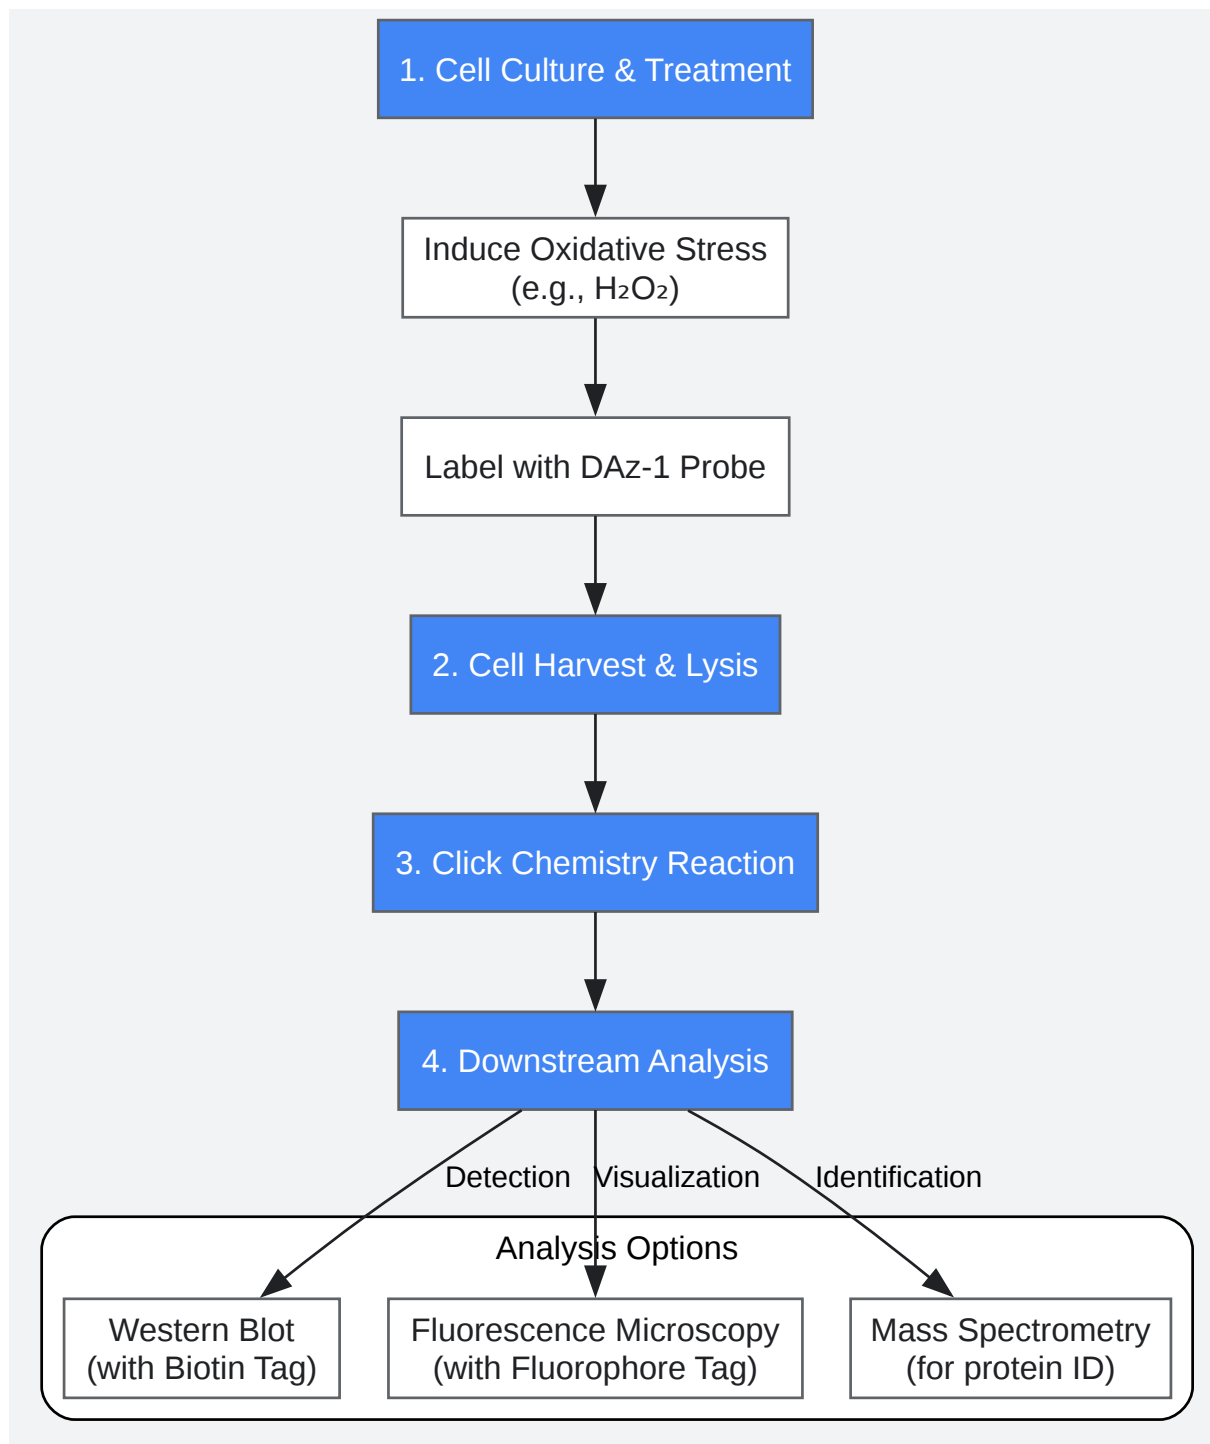 1. Cell Culture & Treatment
Induce Oxidative Stress
(e.g., H₂O₂)
Label with DAz-1 Probe
2. Cell Harvest & Lysis
3. Click Chemistry Reaction
4. Downstream Analysis
Detection
Visualization
Identification
Analysis Options
Western Blot
(with Biotin Tag)
Fluorescence Microscopy
(with Fluorophore Tag)
Mass Spectrometry
(for protein ID)